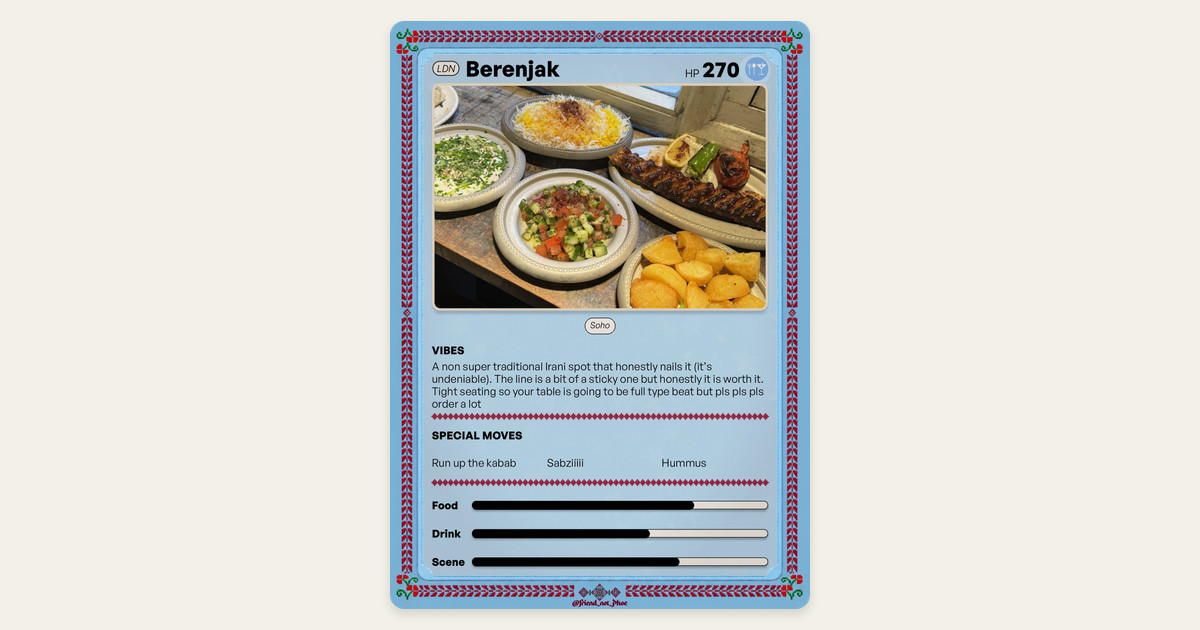 LDN Berenjak HP 270
Soho
VIBES
A non super traditional Irani spot that honestly nails it (it's
undeniable). The line is a bit of a sticky one but honestly it is worth it.
Tight seating so your table is going to be full type beat but pls pls pls
order a lot
SPECIAL MOVES
Run up the kabab Sabziiiii Hummus
Food
Drink
Scene
@friend_not_phoe